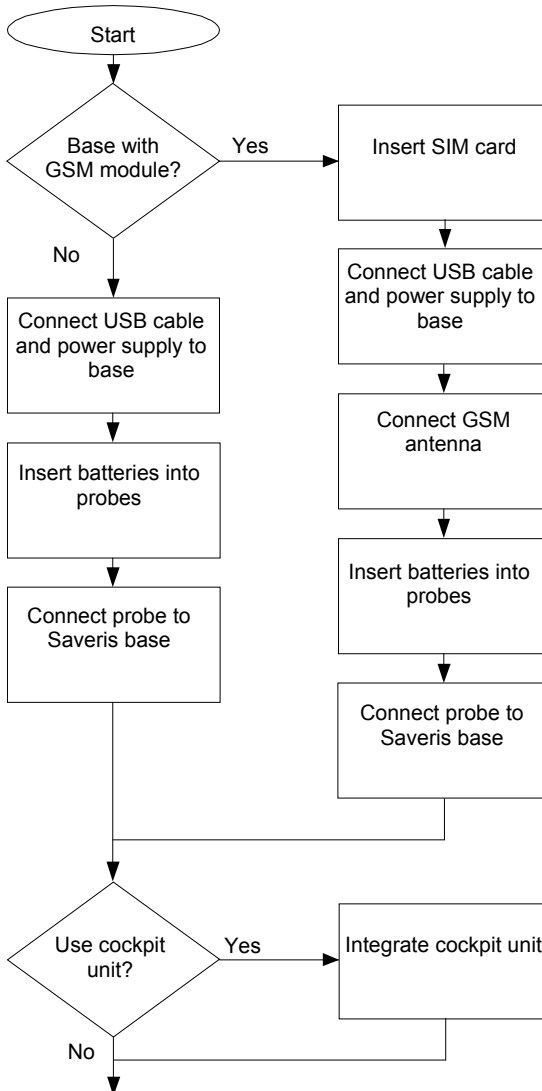 Start
Base with
GSM module?
Yes
Insert SIM card
No
Connect USB cable
and power supply to
base
Connect USB cable
and power supply to
base
Connect GSM
antenna
Insert batteries into
probes
Insert batteries into
probes
Connect probe to
Saveris base
Connect probe to
Saveris base
Use cockpit
unit?
Yes
Integrate cockpit unit
No